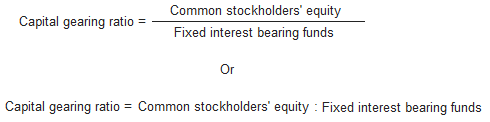 Capital gearing ratio = Common stockholders' equity
Fixed interest bearing funds
Or
Capital gearing ratio = Common stockholders' equity : Fixed interest bearing funds